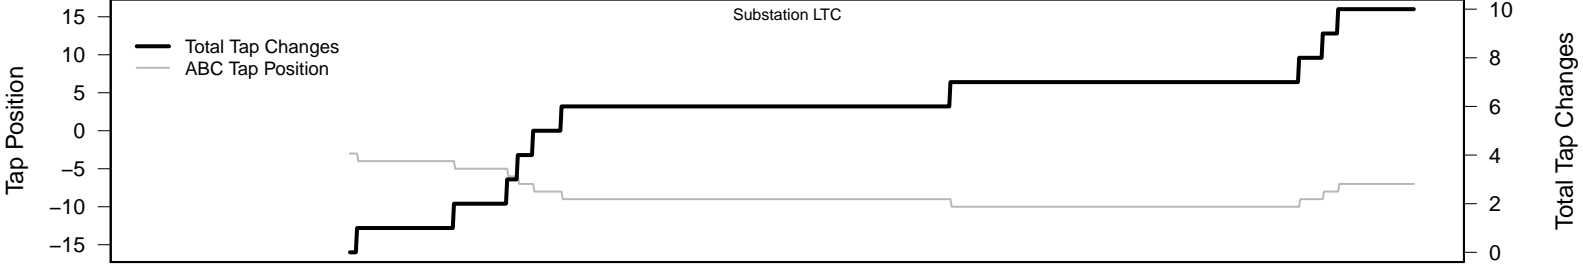 Substation LTC
Total Tap Changes
ABC Tap Position
Tap Position
15
10
5
0
−5
−10
−15
10
8
6
4
2
0
Total Tap Changes